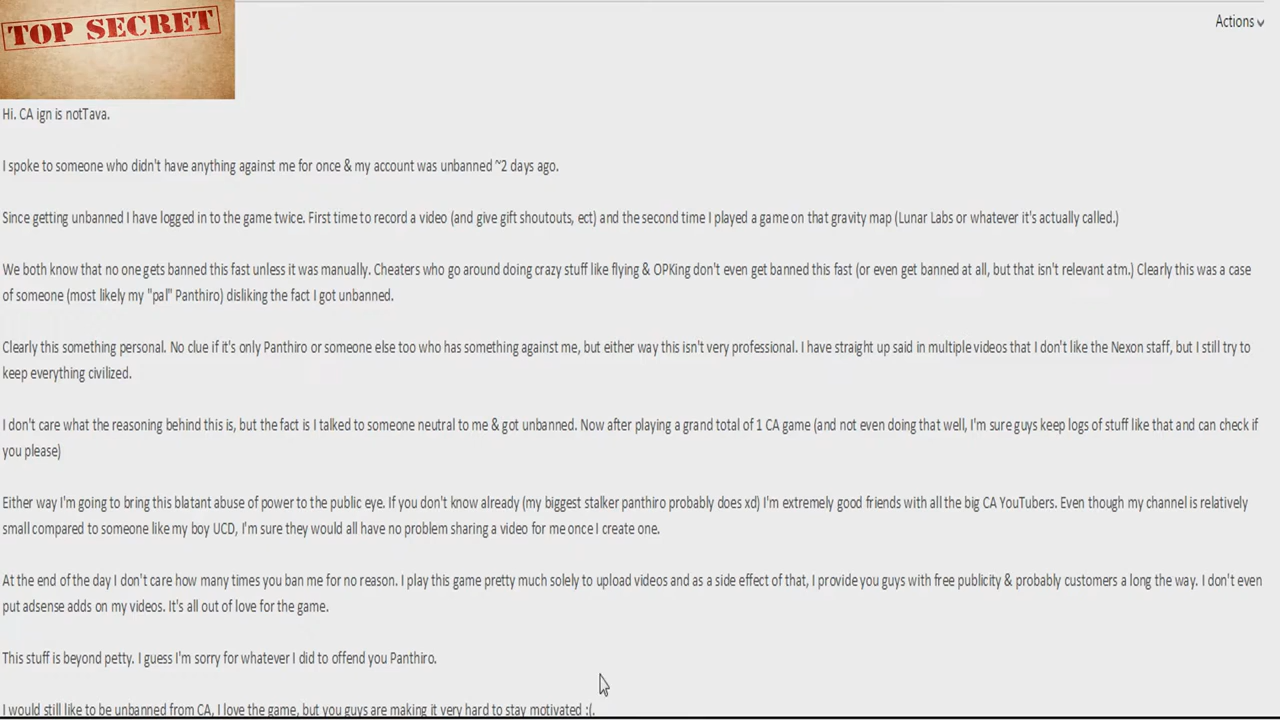 TOP SECRET
Actions
Hi. CA ign is notTava.
I spoke to someone who didn't have anything against me for once & my account was unbanned ~2 days ago.
Since getting unbanned I have logged in to the game twice. First time to record a video (and give gift shoutouts, ect) and the second time I played a game on that gravity map (Lunar Labs or whatever it's actually called.)
We both know that no one gets banned this fast unless it was manually. Cheaters who go around doing crazy stuff like flying & OPKing don't even get banned this fast (or even get banned at all, but that isn't relevant atm.) Clearly this was a case
of someone (most likely my "pal" Panthiro) disliking the fact I got unbanned.
Clearly this something personal. No clue if it's only Panthiro or someone else too who has something against me, but either way this isn't very professional. I have straight up said in multiple videos that I don't like the Nexon staff, but I still try to
keep everything civilized.
I don't care what the reasoning behind this is, but the fact is I talked to someone neutral to me & got unbanned. Now after playing a grand total of 1 CA game (and not even doing that well, I'm sure guys keep logs of stuff like that and can check if
you please)
Either way I'm going to bring this blatant abuse of power to the public eye. If you don't know already (my biggest stalker panthiro probably does xd) I'm extremely good friends with all the big CA YouTubers. Even though my channel is relatively
small compared to someone like my boy UCD, I'm sure they would all have no problem sharing a video for me once I create one.
At the end of the day I don't care how many times you ban me for no reason. I play this game pretty much solely to upload videos and as a side effect of that, I provide you guys with free publicity & probably customers a long the way. I don't even
put adsense adds on my videos. It's all out of love for the game.
This stuff is beyond petty. I guess I'm sorry for whatever I did to offend you Panthiro.
I would still like to be unbanned from CA, I love the game, but you guys are making it very hard to stay motivated :(.